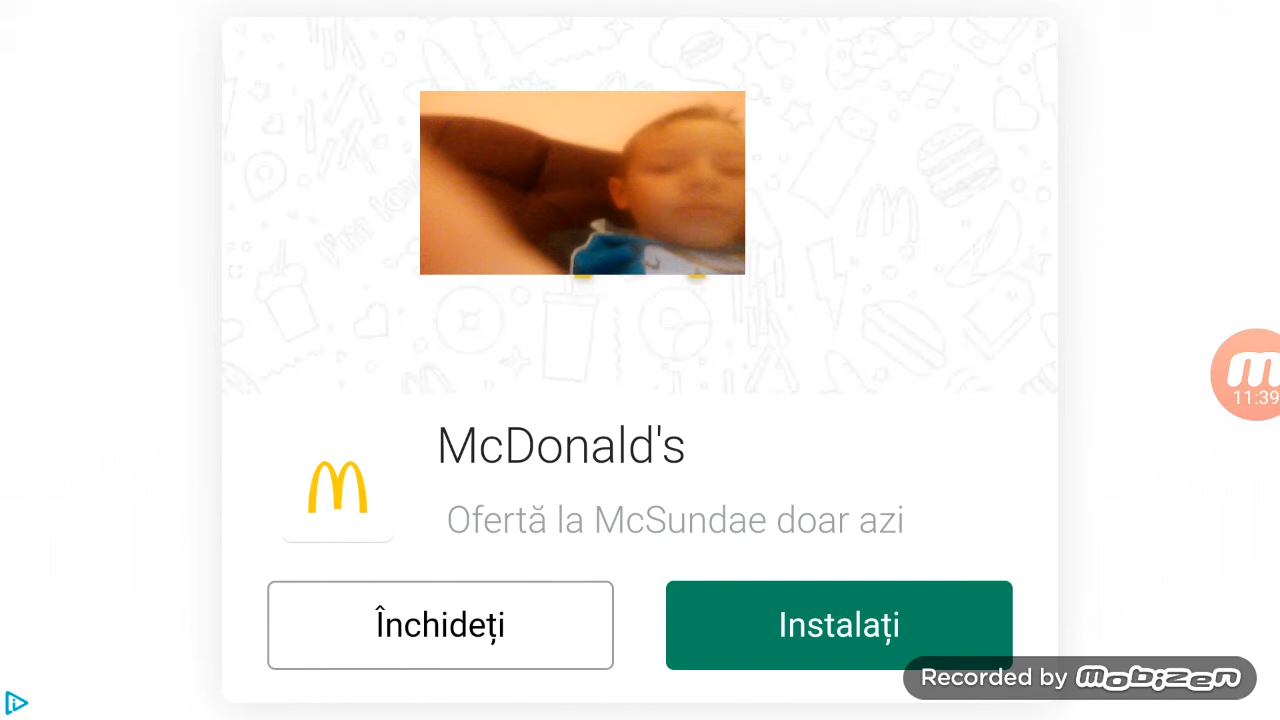 McDonald's
Ofertă la McSundae doar azi
Închideți
Instalați
11:39
Recorded by mobizen